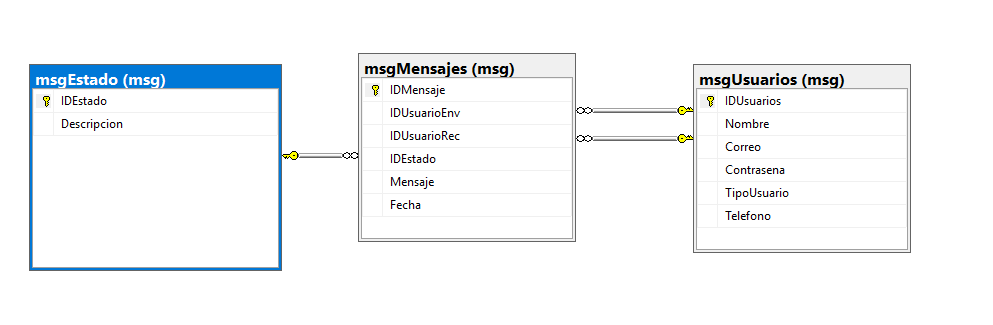 msgEstado (msg)
IDEstado
Descripcion
msgMensajes (msg)
IDMensaje
IDUsuarioEnv
IDUsuarioRec
IDEstado
Mensaje
Fecha
msgUsuarios (msg)
IDUsuarios
Nombre
Correo
Contrasena
TipoUsuario
Telefono